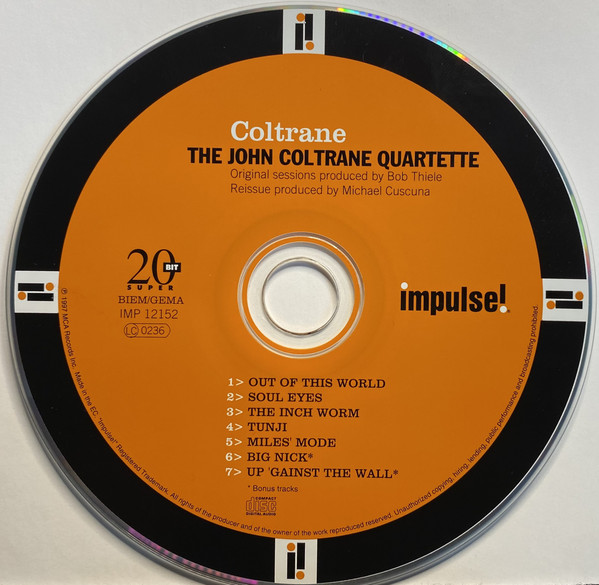 Coltrane
THE JOHN COLTRANE QUARTETTE
Original sessions produced by Bob Thiele
Reissue produced by Michael Cuscuna
20 BIT
SUPER
BIEM/GEMA
IMP 12152
LC 0236
impulse!
1> OUT OF THIS WORLD
2> SOUL EYES
3> THE INCH WORM
4> TUNJI
5> MILES' MODE
6> BIG NICK*
7> UP 'GAINST THE WALL*
* Bonus tracks
COMPACT
disc
DIGITAL AUDIO
℗ 1997 MCA Records Inc. Made in the EC. "Impulse!" Registered Trademark. All rights of the producer and of the owner of the work reproduced reserved. Unauthorized copying, hiring, lending, public performance and broadcasting prohibited.